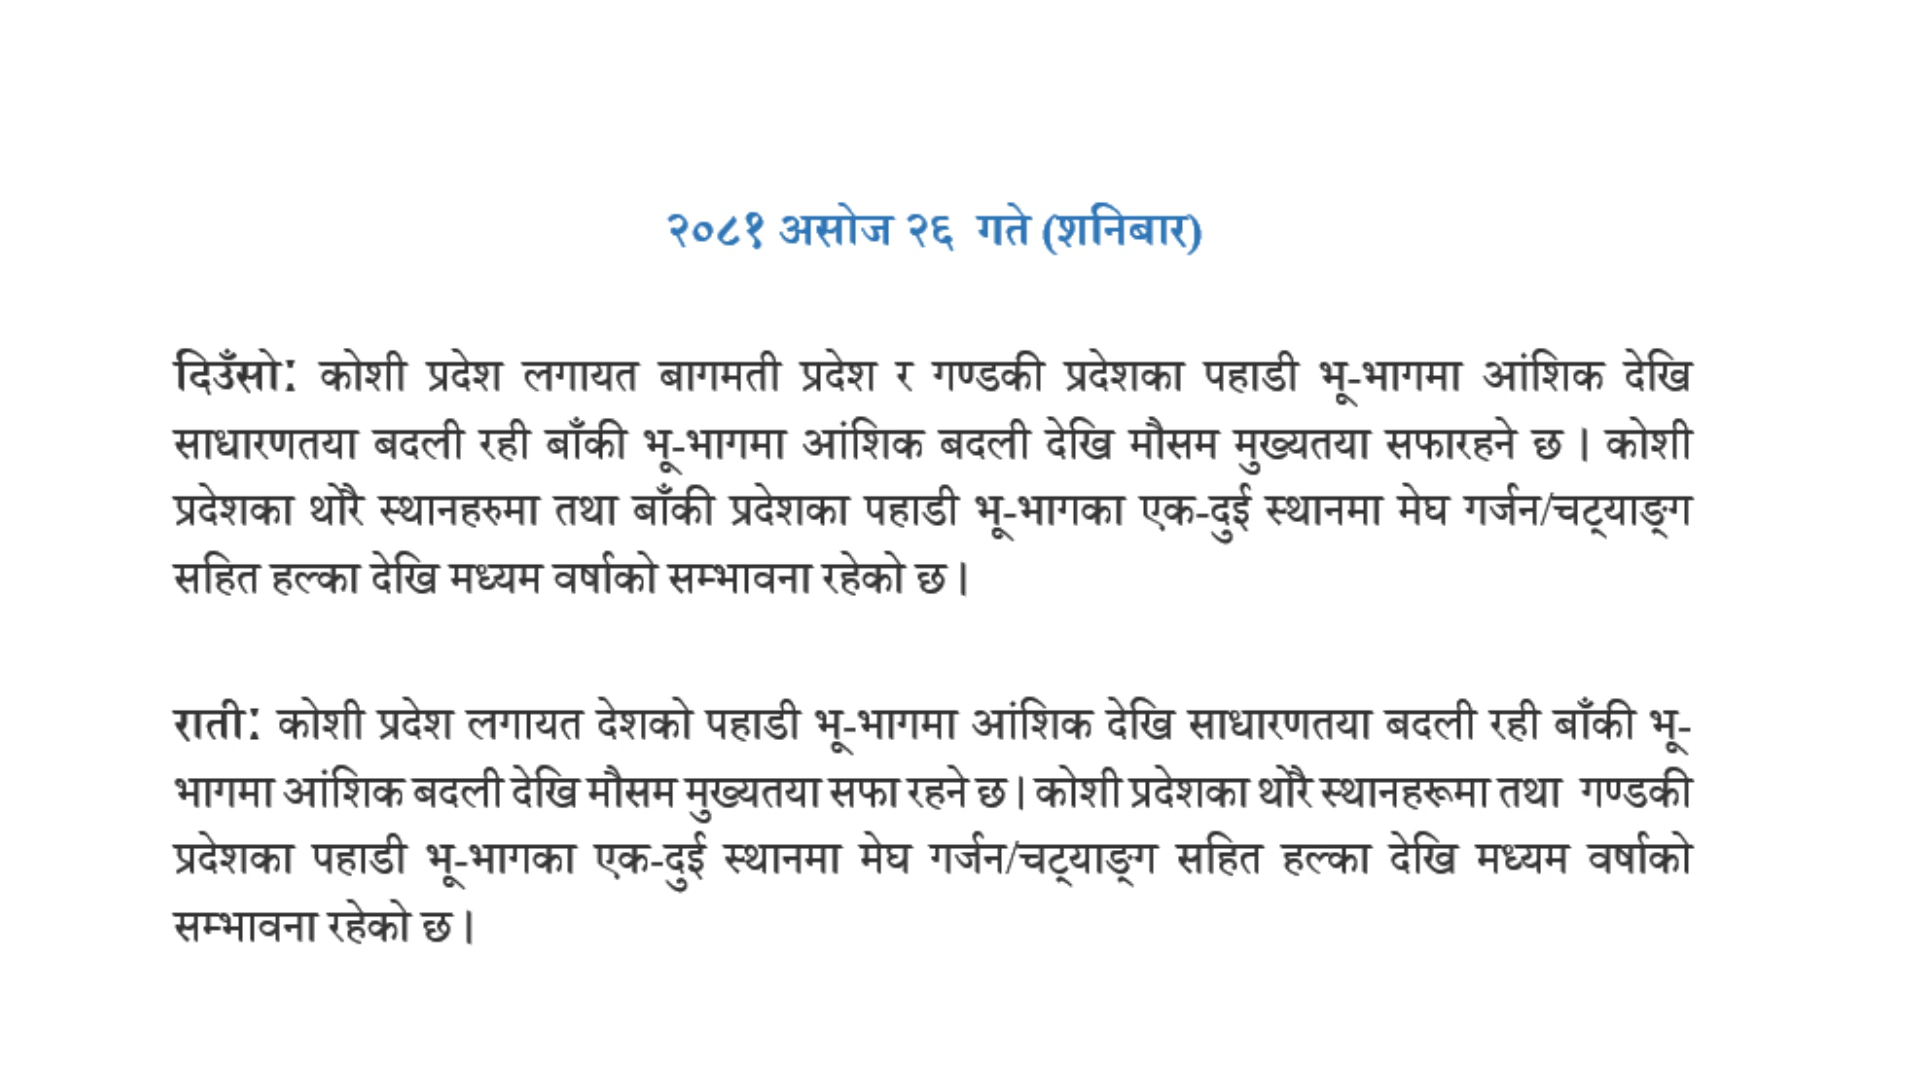 २०८१ असोज २६ गते (शनिबार)
दिउँसो: कोशी प्रदेश लगायत बागमती प्रदेश र गण्डकी प्रदेशका पहाडी भू-भागमा आंशिक देखि
साधारणतया बदली रही बाँकी भू-भागमा आंशिक बदली देखि मौसम मुख्यतया सफारहने छ । कोशी
प्रदेशका थोरै स्थानहरुमा तथा बाँकी प्रदेशका पहाडी भू-भागका एक-दुई स्थानमा मेघ गर्जन/चट्याङ्ग
सहित हल्का देखि मध्यम वर्षाको सम्भावना रहेको छ ।
राती: कोशी प्रदेश लगायत देशको पहाडी भू-भागमा आंशिक देखि साधारणतया बदली रही बाँकी भू-
भागमा आंशिक बदली देखि मौसम मुख्यतया सफा रहने छ । कोशी प्रदेशका थोरै स्थानहरूमा तथा गण्डकी
प्रदेशका पहाडी भू-भागका एक-दुई स्थानमा मेघ गर्जन/चट्याङ्ग सहित हल्का देखि मध्यम वर्षाको
सम्भावना रहेको छ ।